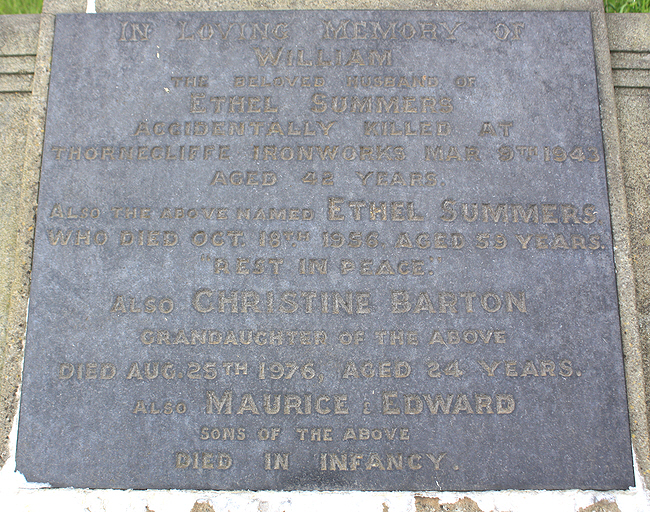 IN LOVING MEMORY OF
WILLIAM
THE BELOVED HUSBAND OF
ETHEL SUMMERS
ACCIDENTALLY KILLED AT
THORNECLIFFE IRONWORKS MAR 9TH 1943
AGED 42 YEARS.
ALSO THE ABOVE NAMED ETHEL SUMMERS
WHO DIED OCT. 18TH 1956. AGED 59 YEARS.
"REST IN PEACE."
ALSO CHRISTINE BARTON
GRANDAUGHTER OF THE ABOVE
DIED AUG. 25TH 1976, AGED 24 YEARS.
ALSO MAURICE & EDWARD
SONS OF THE ABOVE
DIED IN INFANCY.